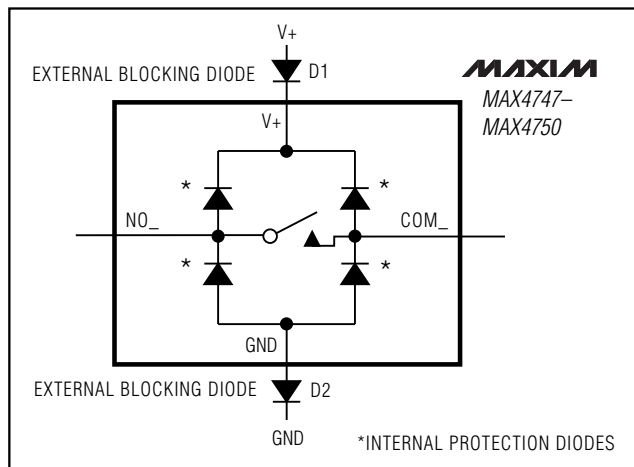 V+
EXTERNAL BLOCKING DIODE D1
MAXIM
MAX4747–
MAX4750
V+
* *
NO_ COM_
* *
GND
EXTERNAL BLOCKING DIODE D2
GND
*INTERNAL PROTECTION DIODES